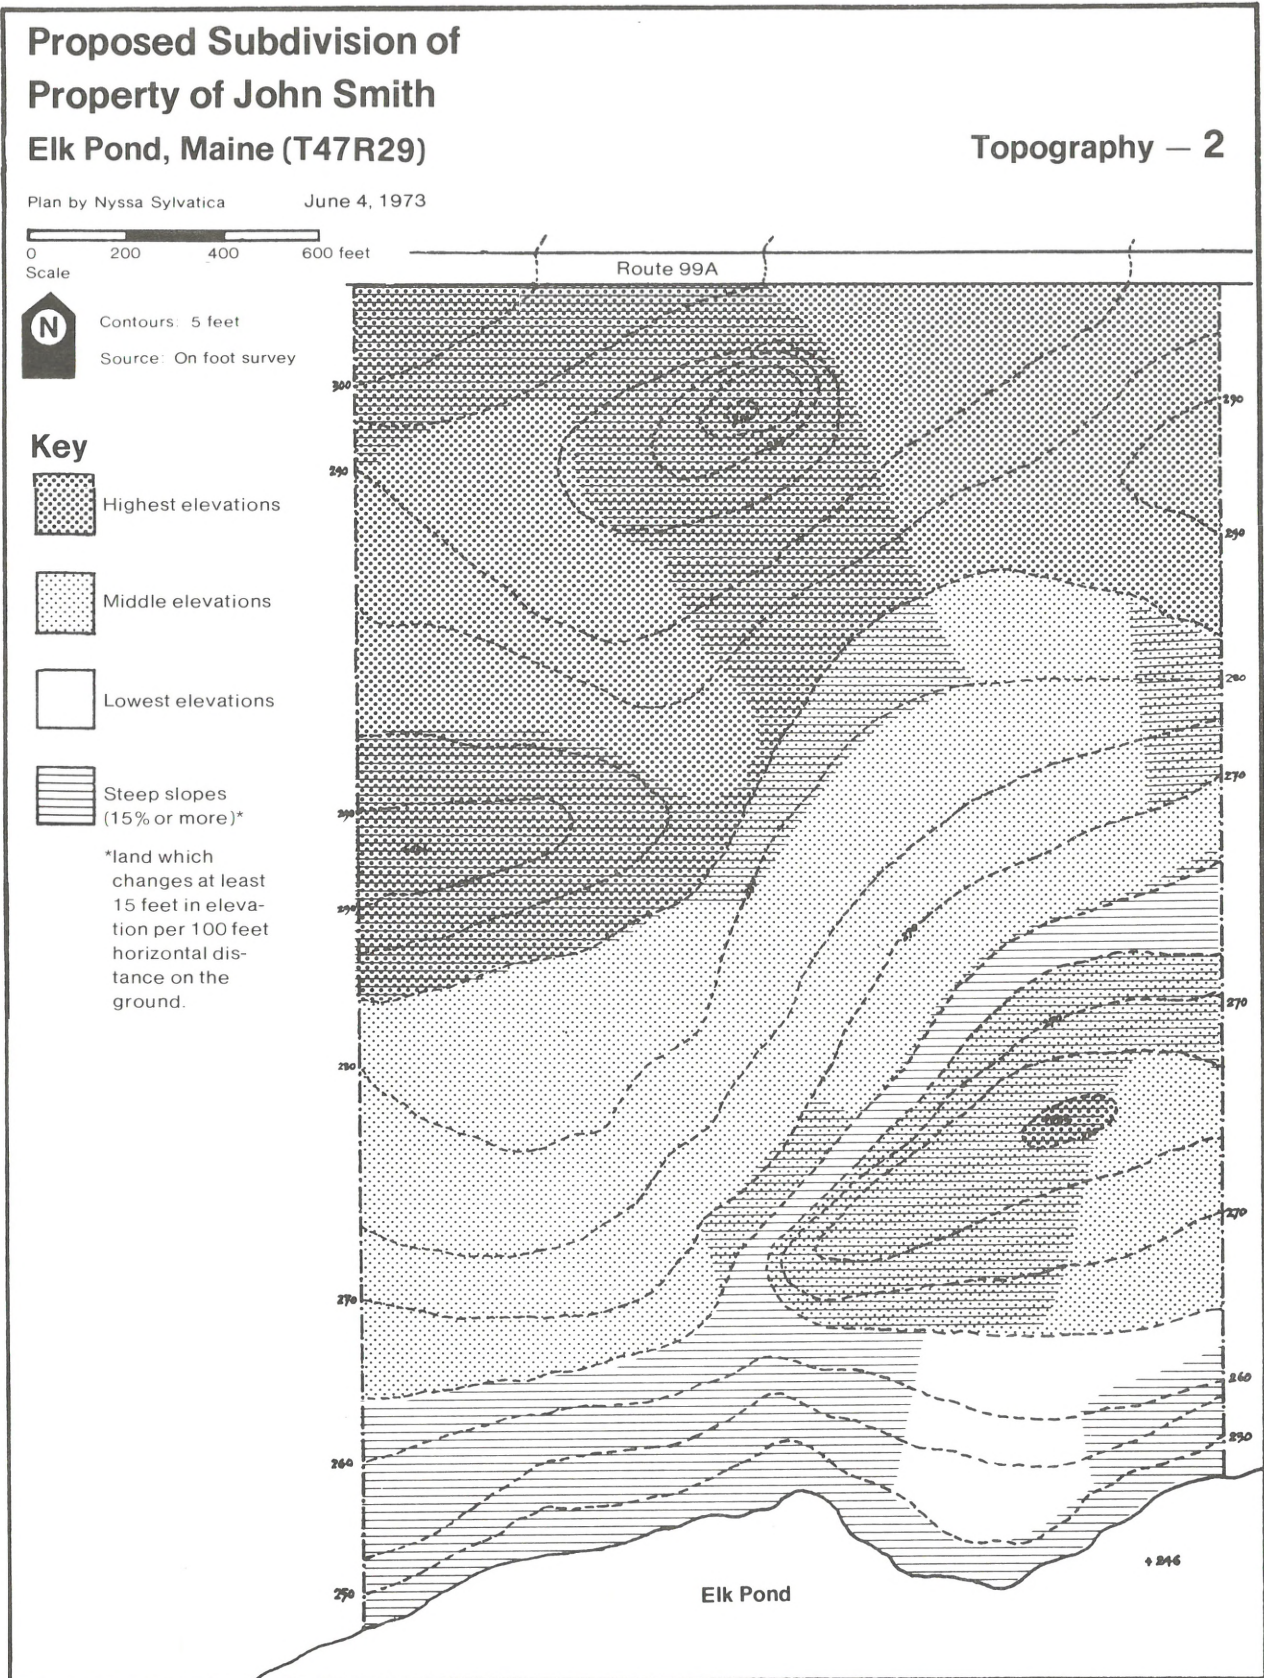 Proposed Subdivision of
Property of John Smith
Elk Pond, Maine (T47R29)
Topography — 2
Plan by Nyssa Sylvatica June 4, 1973
0 200 400 600 feet
Scale
Route 99A
N
Contours: 5 feet
Source: On foot survey
300
290
290
Key
Highest elevations
Middle elevations
Lowest elevations
Steep slopes
(15% or more)*
*land which
changes at least
15 feet in eleva-
tion per 100 feet
horizontal dis-
tance on the
ground.
280
270
290
290
270
270
280
280
270
270
260
260
250
250
+246
Elk Pond